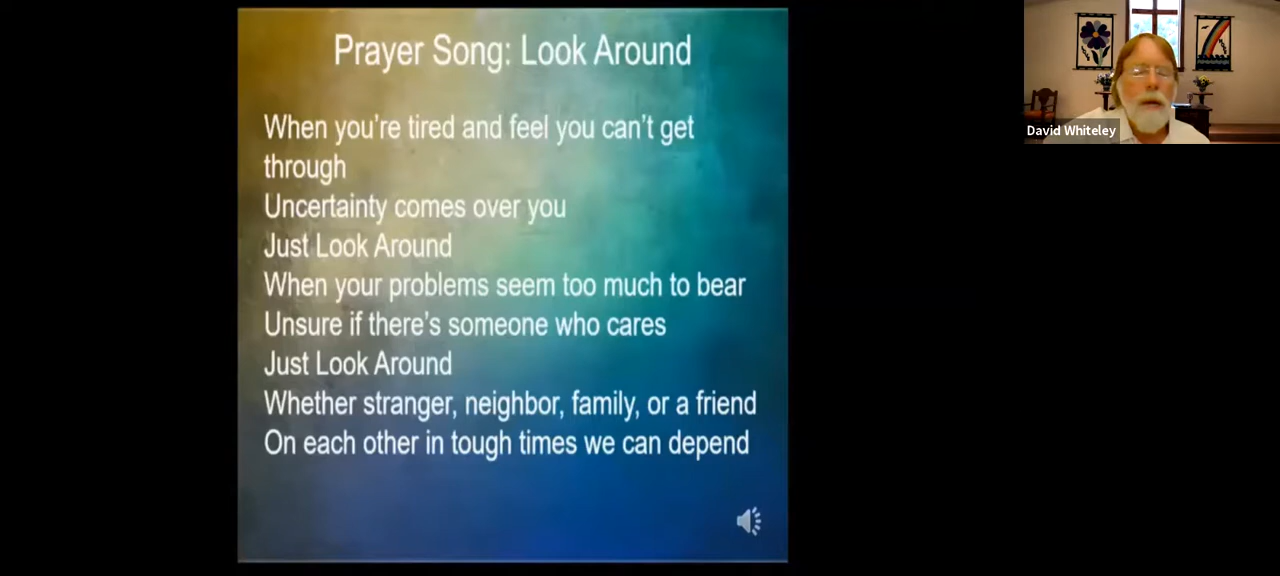 Prayer Song: Look Around
When you're tired and feel you can't get
through
Uncertainty comes over you
Just Look Around
When your problems seem too much to bear
Unsure if there's someone who cares
Just Look Around
Whether stranger, neighbor, family, or a friend
On each other in tough times we can depend
David Whiteley